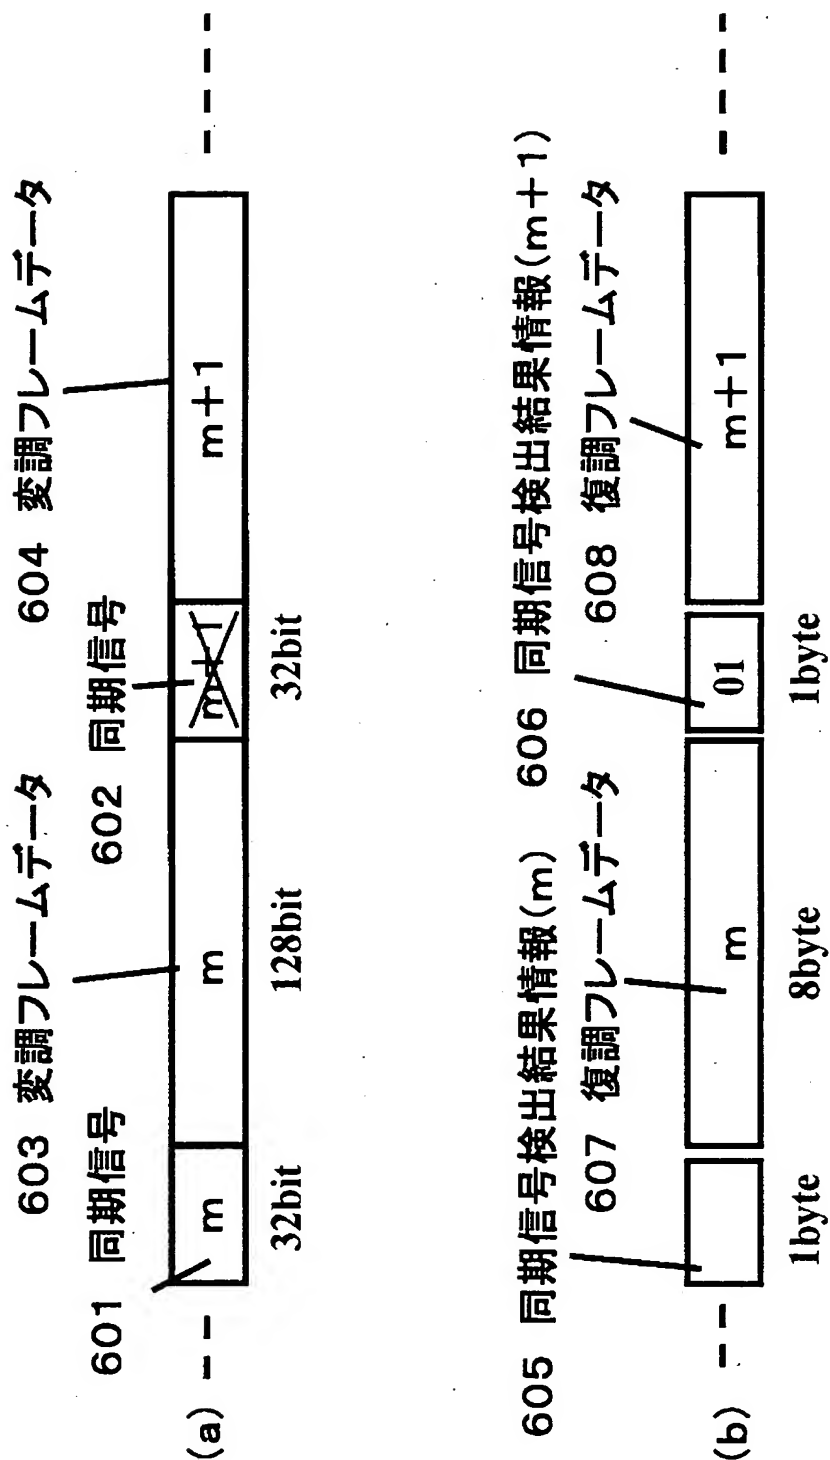 603 変調フレームデータ
604 変調フレームデータ
601 同期信号
602 同期信号
(a)
m
m
m+1
m+1
32bit
128bit
32bit
605 同期信号検出結果情報(m)
606 同期信号検出結果情報(m+1)
607 復調フレームデータ
608 復調フレームデータ
(b)
m
01
m+1
1byte
8byte
1byte